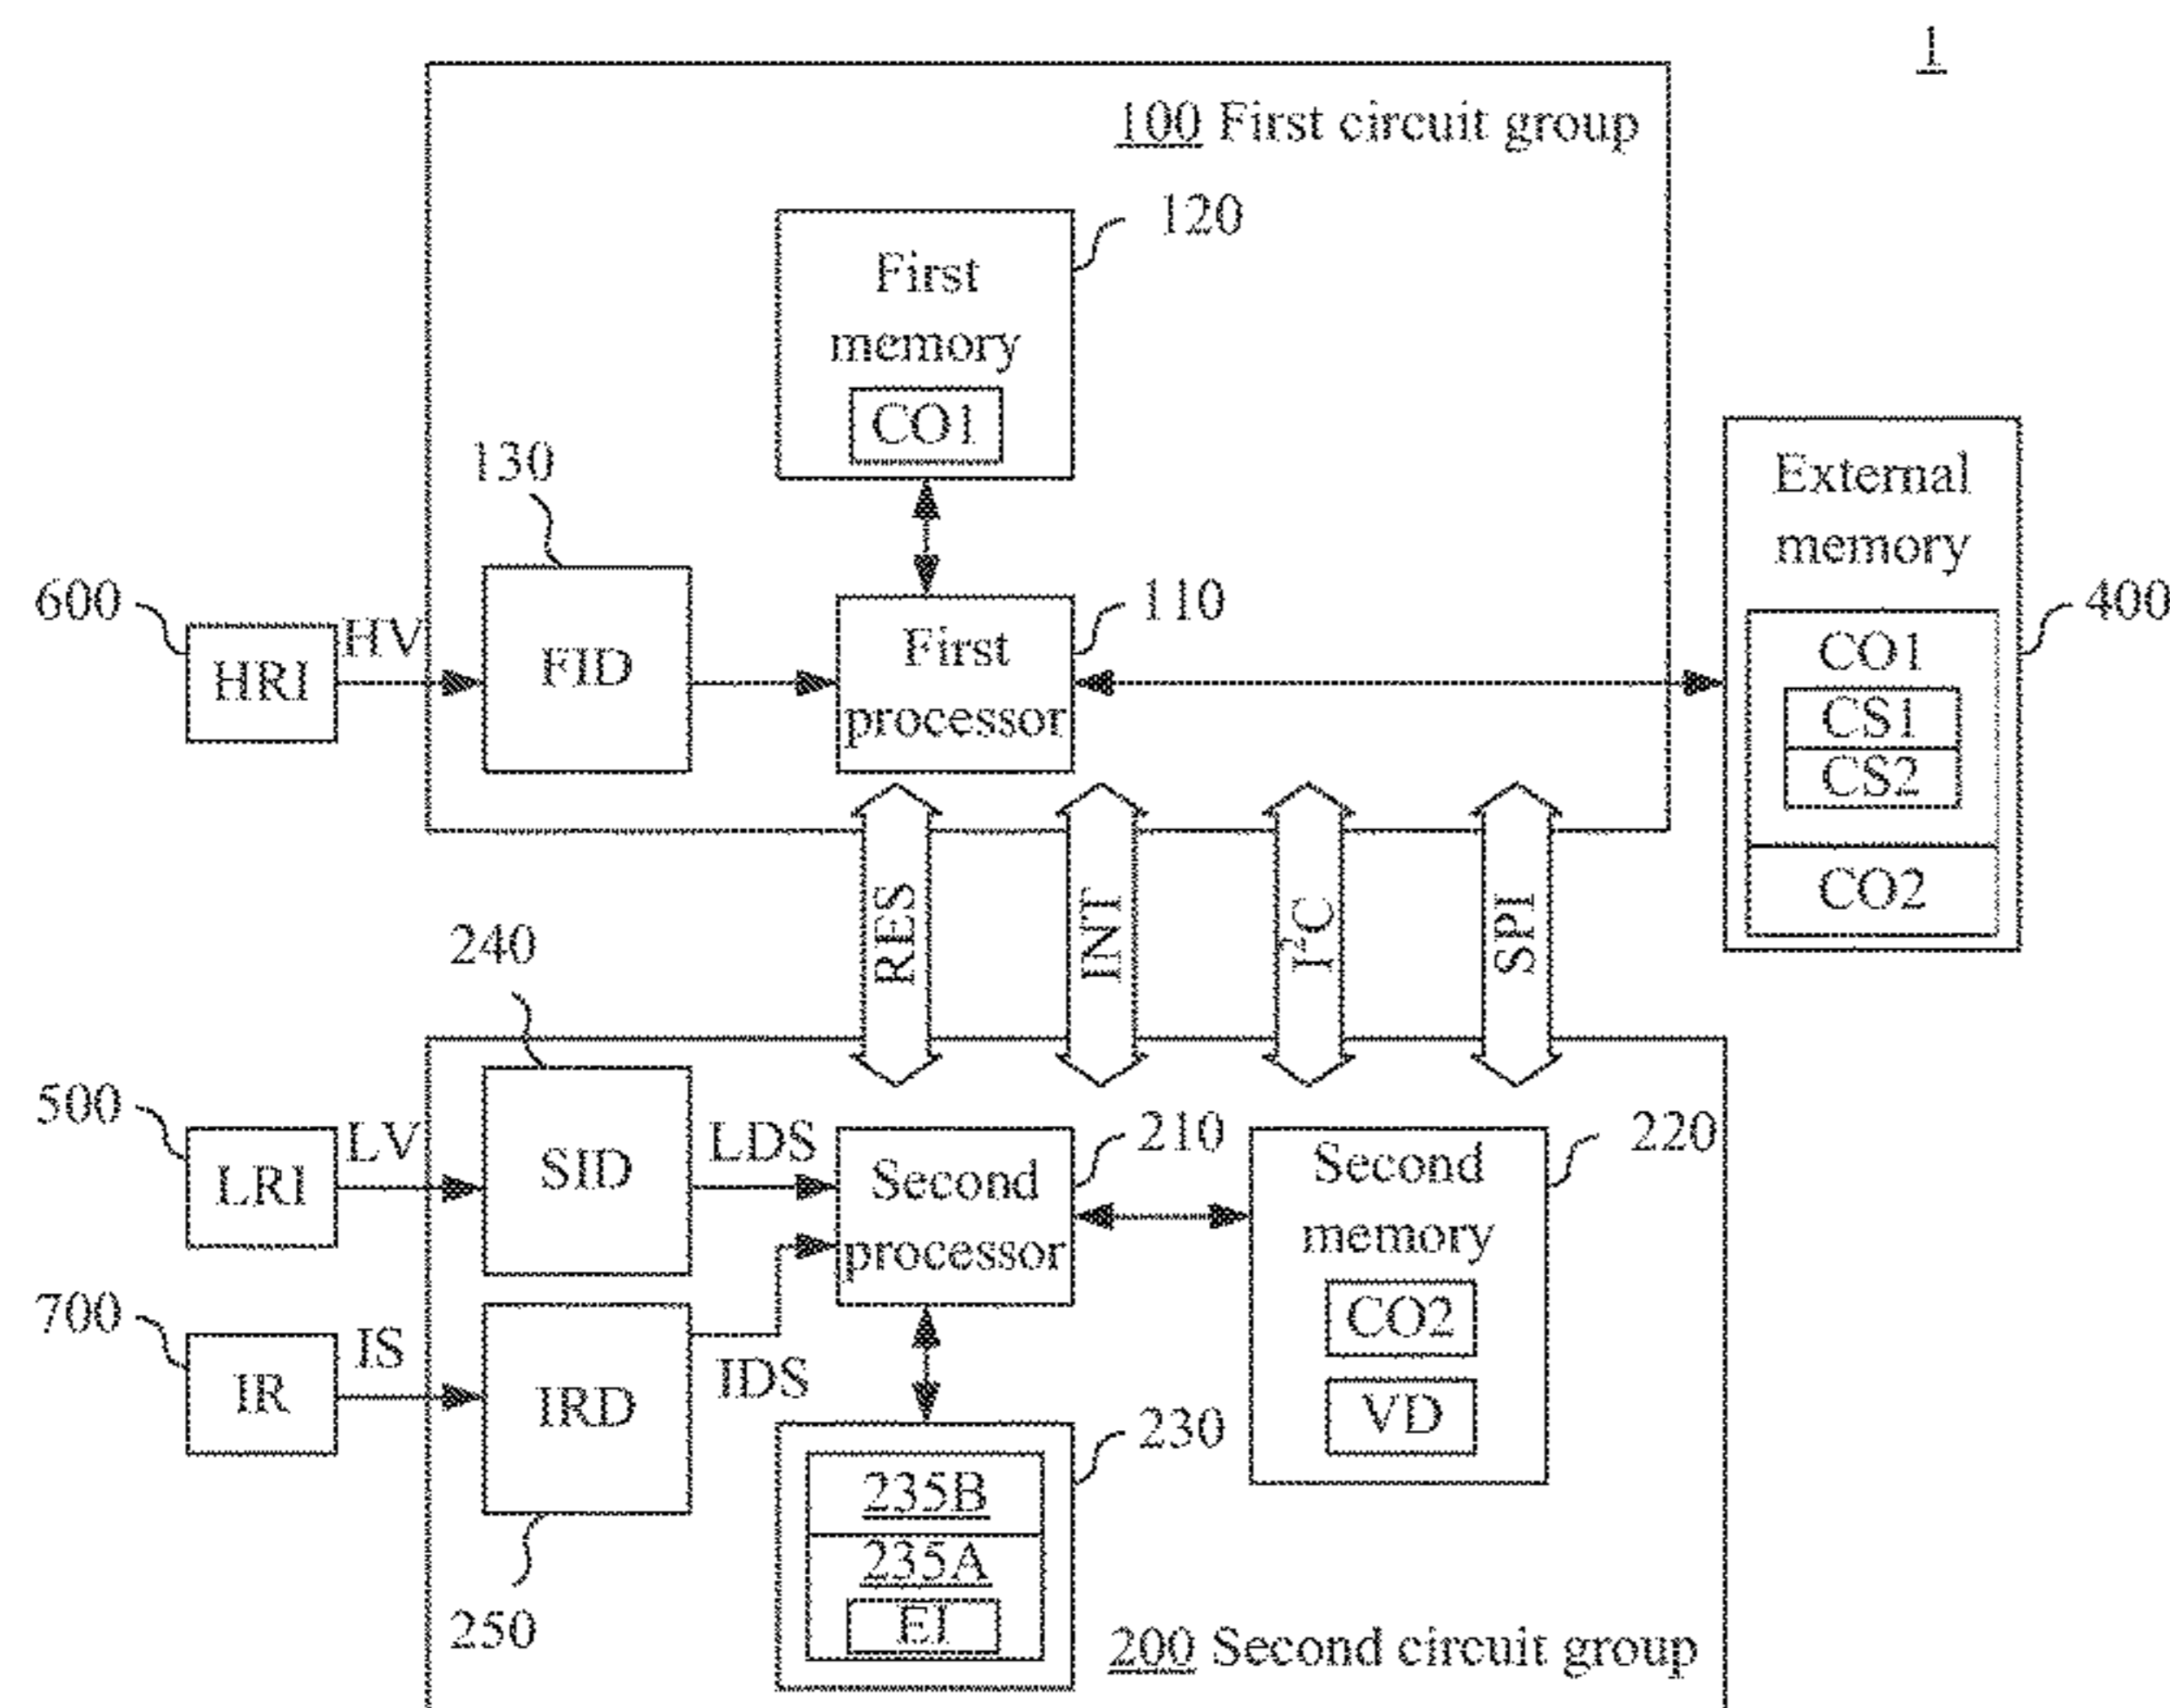 1
100 First circuit group
120
First
memory
CO1
130
External
memory
600
HV
110
400
HRI
FID
First
processor
CO1
CS1
CS2
CO2
RES
INT
I²C
SPI
240
500
LV
LDS
210
220
LRI
SID
Second
processor
Second
memory
CO2
VD
700
IS
IDS
IR
IRD
230
235B
235A
EI
250
200 Second circuit group